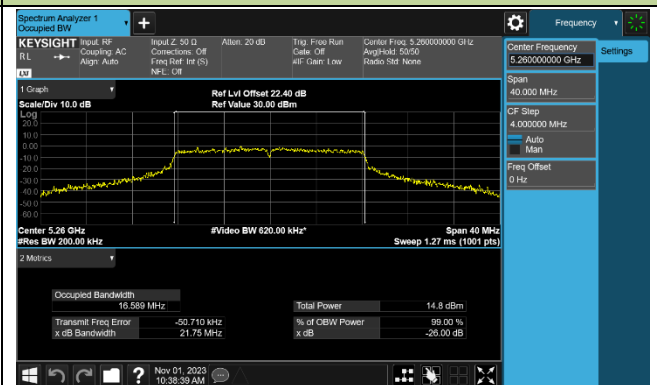 Spectrum Analyzer 1
Occupied BW
Frequency
KEYSIGHT
RL
Input: RF
Coupling: AC
Align: Auto
Input Z: 50 Ω
Corrections: Off
Freq Ref: Int (S)
NFE: Off
Atten: 20 dB
Trig: Free Run
Gate: Off
#IF Gain: Low
Center Freq: 5.260000000 GHz
Avg|Hold: 50/50
Radio Std: None
LXI
Center Frequency
5.260000000 GHz
Settings
Span
40.000 MHz
CF Step
4.000000 MHz
Auto
Man
Freq Offset
0 Hz
1 Graph
Scale/Div 10.0 dB
Ref Lvl Offset 22.40 dB
Ref Value 30.00 dBm
Log
20.0
10.0
0.00
-10.0
-20.0
-30.0
-40.0
-50.0
-60.0
Center 5.26 GHz
#Res BW 200.00 kHz
#Video BW 620.00 kHz*
Span 40 MHz
Sweep 1.27 ms (1001 pts)
2 Metrics
Occupied Bandwidth
16.589 MHz
Total Power 14.8 dBm
Transmit Freq Error -50.710 kHz
% of OBW Power 99.00 %
x dB Bandwidth 21.75 MHz
x dB -26.00 dB
?
Nov 01, 2023
10:38:39 AM